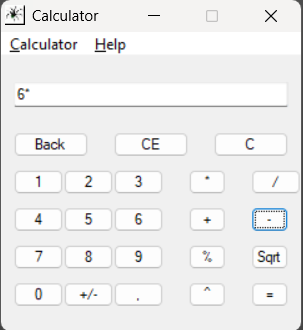 Calculator
Calculator Help
6*
Back CE C
1 2 3 * /
4 5 6 + -
7 8 9 % Sqrt
0 +/- . ^ =